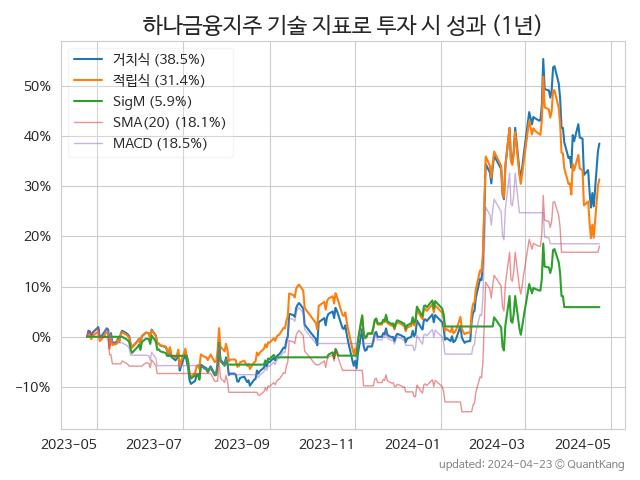 하나금융지주 기술 지표로 투자 시 성과 (1년)
거치식 (38.5%)
적립식 (31.4%)
SigM (5.9%)
SMA(20) (18.1%)
MACD (18.5%)
50%
40%
30%
20%
10%
0%
−10%
2023-05 2023-07 2023-09 2023-11 2024-01 2024-03 2024-05
updated: 2024-04-23 © QuantKang